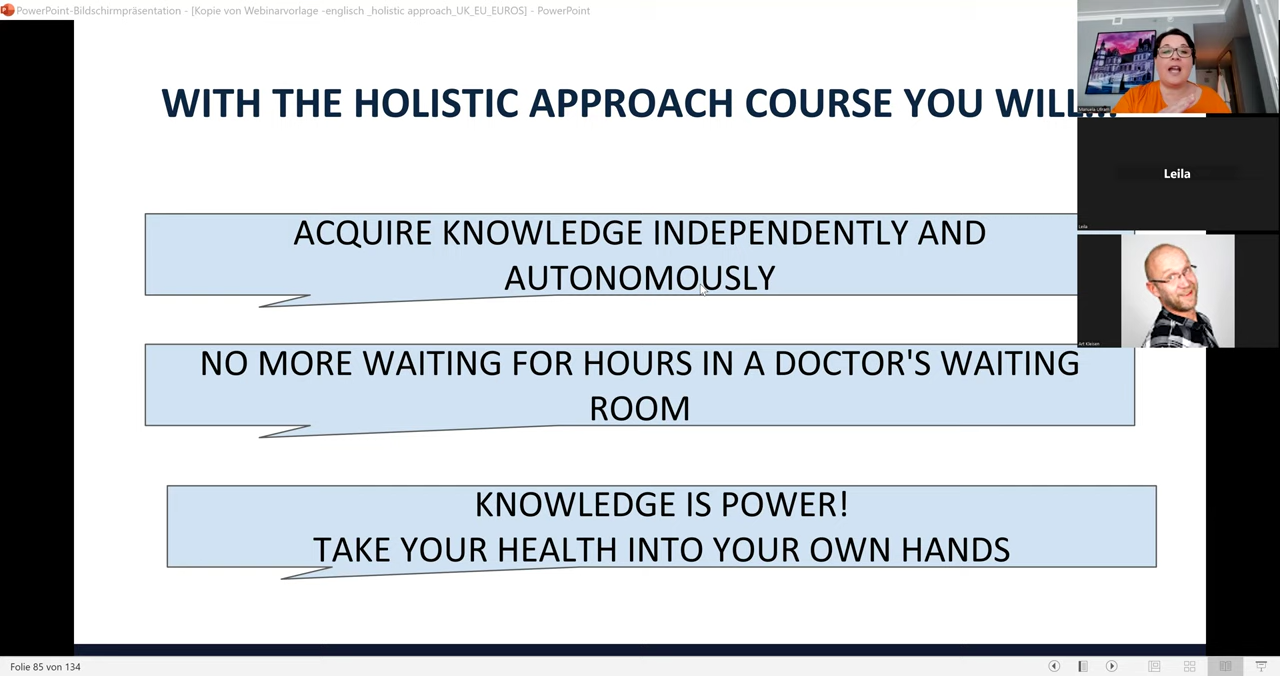 PowerPoint-Bildschirmpräsentation - [Kopie von Webinarvorlage -englisch _holistic approach_UK_EU_EUROS] - PowerPoint
WITH THE HOLISTIC APPROACH COURSE YOU WILL...
ACQUIRE KNOWLEDGE INDEPENDENTLY AND
AUTONOMOUSLY
NO MORE WAITING FOR HOURS IN A DOCTOR'S WAITING
ROOM
KNOWLEDGE IS POWER!
TAKE YOUR HEALTH INTO YOUR OWN HANDS
Leila
Leila
Folie 85 von 134